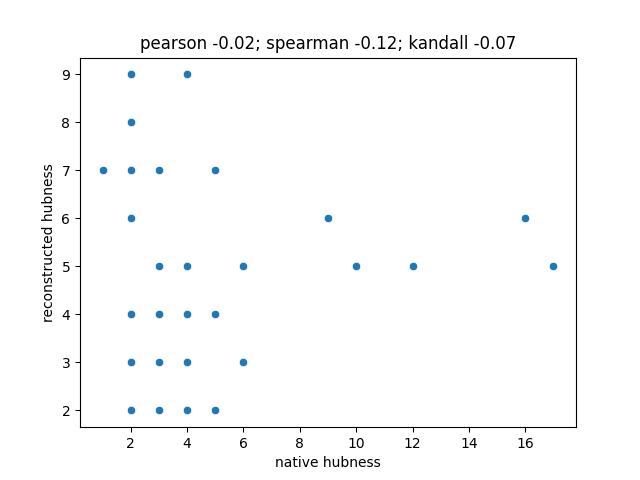 pearson -0.02; spearman -0.12; kandall -0.07
9
8
7
6
5
4
3
2
reconstructed hubness
2 4 6 8 10 12 14 16
native hubness